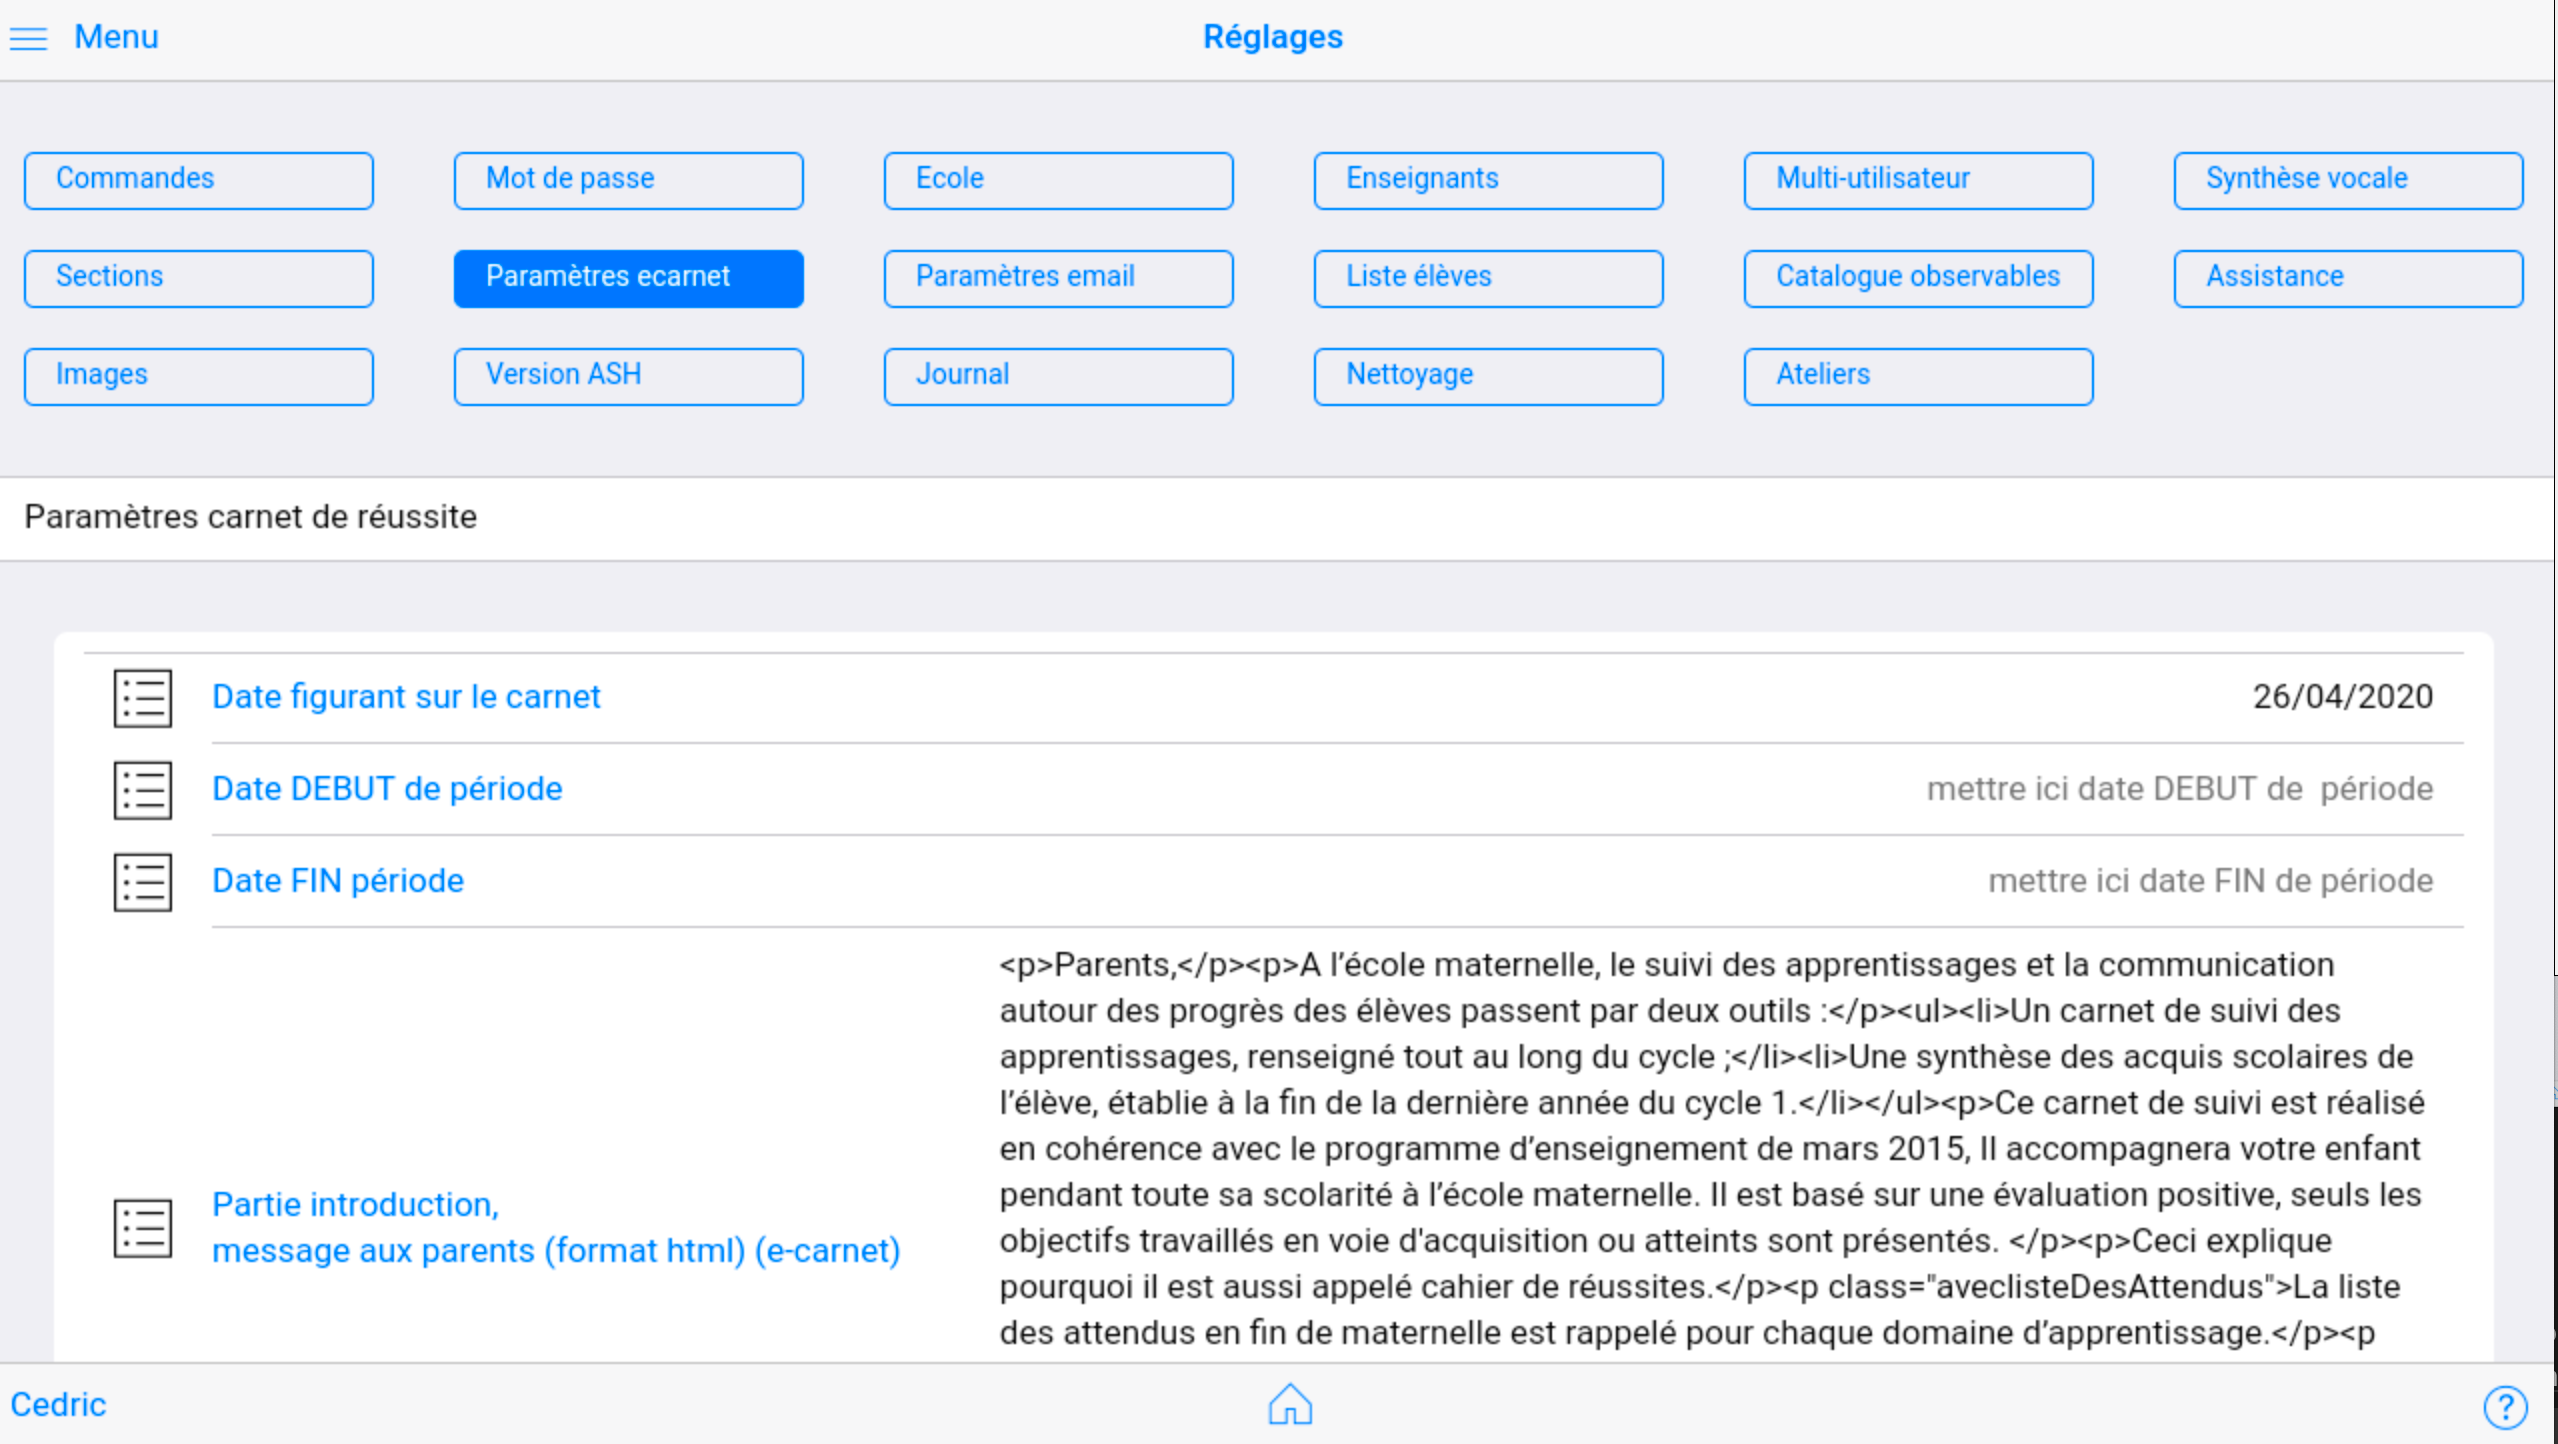 Menu
Réglages
Commandes
Mot de passe
Ecole
Enseignants
Multi-utilisateur
Synthèse vocale
Sections
Paramètres ecarnet
Paramètres email
Liste élèves
Catalogue observables
Assistance
Images
Version ASH
Journal
Nettoyage
Ateliers
Paramètres carnet de réussite
Date figurant sur le carnet
26/04/2020
Date DEBUT de période
mettre ici date DEBUT de  période
Date FIN période
mettre ici date FIN de période
Partie introduction,
message aux parents (format html) (e-carnet)
<p>Parents,</p><p>A l’école maternelle, le suivi des apprentissages et la communication
autour des progrès des élèves passent par deux outils :</p><ul><li>Un carnet de suivi des
apprentissages, renseigné tout au long du cycle ;</li><li>Une synthèse des acquis scolaires de
l’élève, établie à la fin de la dernière année du cycle 1.</li></ul><p>Ce carnet de suivi est réalisé
en cohérence avec le programme d’enseignement de mars 2015, Il accompagnera votre enfant
pendant toute sa scolarité à l’école maternelle. Il est basé sur une évaluation positive, seuls les
objectifs travaillés en voie d'acquisition ou atteints sont présentés. </p><p>Ceci explique
pourquoi il est aussi appelé cahier de réussites.</p><p class="aveclisteDesAttendus">La liste
des attendus en fin de maternelle est rappelé pour chaque domaine d’apprentissage.</p><p
Cedric
?